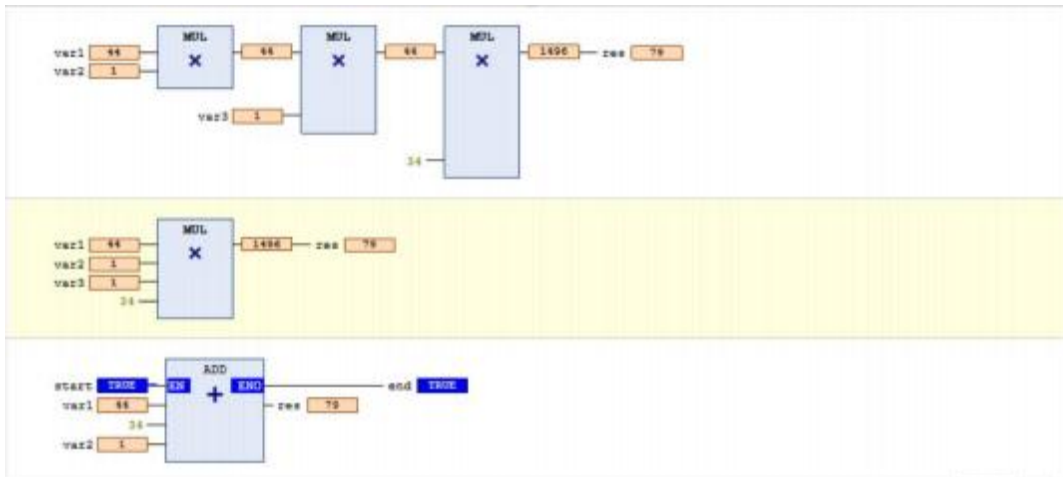 MUL MUL MUL
var1 44 × 44 × 44 × 1496 res 79
var2 1
var3 1
34
MUL
var1 44 × 1496 res 79
var2 1
var3 1
34
ADD
start TRUE EN ENO end TRUE
var1 44 + res 79
34
var2 1